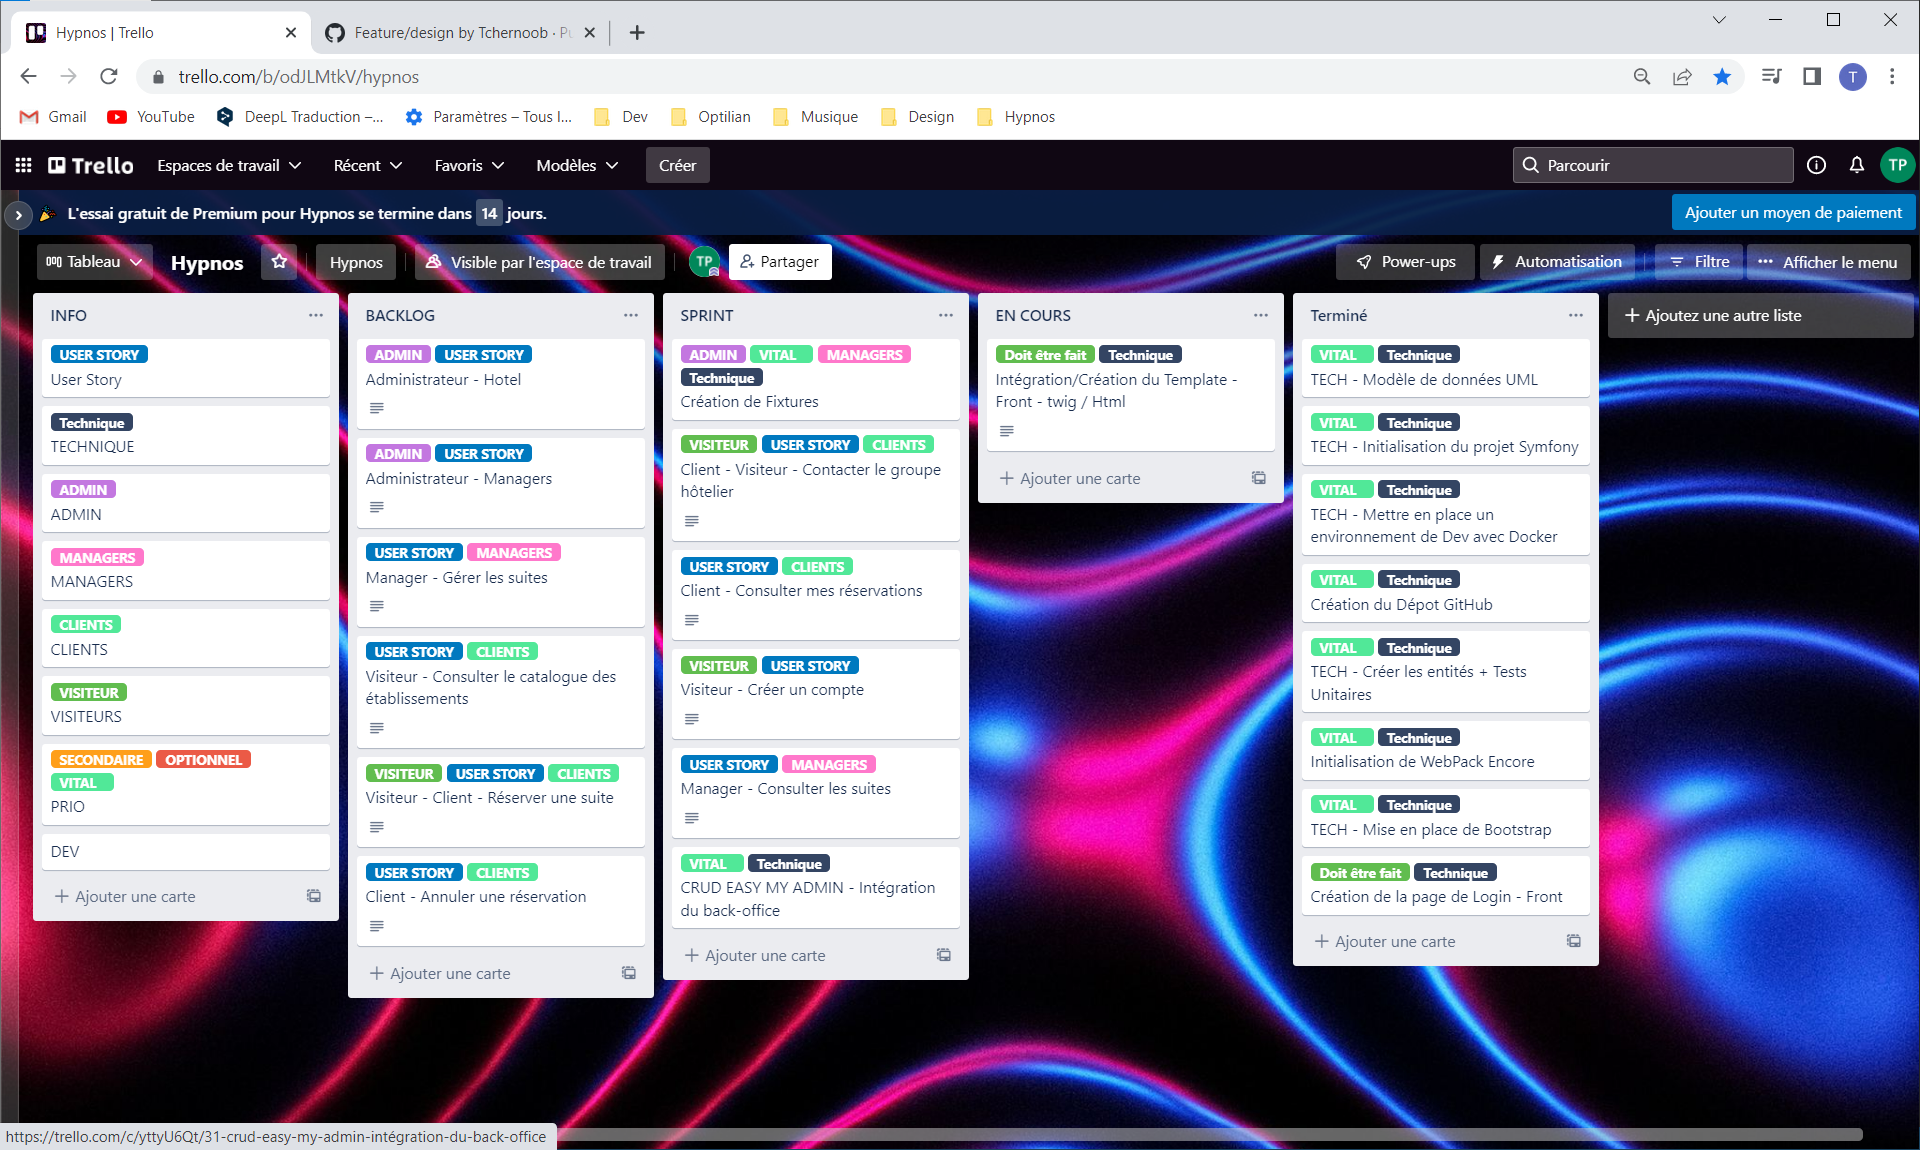 Hypnos | Trello
Feature/design by Tchernoob · Pu
trello.com/b/odJLMtkV/hypnos
T
Gmail
YouTube
DeepL Traduction –...
Paramètres – Tous l...
Dev
Optilian
Musique
Design
Hypnos
Trello
Espaces de travail
Récent
Favoris
Modèles
Créer
Parcourir
TP
L'essai gratuit de Premium pour Hypnos se termine dans 14 jours.
Ajouter un moyen de paiement
Tableau
Hypnos
Hypnos
Visible par l'espace de travail
TP
Partager
Power-ups
Automatisation
Filtre
Afficher le menu
INFO
USER STORY
User Story
Technique
TECHNIQUE
ADMIN
ADMIN
MANAGERS
MANAGERS
CLIENTS
CLIENTS
VISITEUR
VISITEURS
SECONDAIRE OPTIONNEL
VITAL
PRIO
DEV
Ajouter une carte
BACKLOG
ADMIN USER STORY
Administrateur - Hotel
ADMIN USER STORY
Administrateur - Managers
USER STORY MANAGERS
Manager - Gérer les suites
USER STORY CLIENTS
Visiteur - Consulter le catalogue des
établissements
VISITEUR USER STORY CLIENTS
Visiteur - Client - Réserver une suite
USER STORY CLIENTS
Client - Annuler une réservation
Ajouter une carte
SPRINT
ADMIN VITAL MANAGERS
Technique
Création de Fixtures
VISITEUR USER STORY CLIENTS
Client - Visiteur - Contacter le groupe
hôtelier
USER STORY CLIENTS
Client - Consulter mes réservations
VISITEUR USER STORY
Visiteur - Créer un compte
USER STORY MANAGERS
Manager - Consulter les suites
VITAL Technique
CRUD EASY MY ADMIN - Intégration
du back-office
Ajouter une carte
EN COURS
Doit être fait Technique
Intégration/Création du Template -
Front - twig / Html
Ajouter une carte
Terminé
VITAL Technique
TECH - Modèle de données UML
VITAL Technique
TECH - Initialisation du projet Symfony
VITAL Technique
TECH - Mettre en place un
environnement de Dev avec Docker
VITAL Technique
Création du Dépot GitHub
VITAL Technique
TECH - Créer les entités + Tests
Unitaires
VITAL Technique
Initialisation de WebPack Encore
VITAL Technique
TECH - Mise en place de Bootstrap
Doit être fait Technique
Création de la page de Login - Front
Ajouter une carte
Ajoutez une autre liste
https://trello.com/c/yttyU6Qt/31-crud-easy-my-admin-intégration-du-back-office